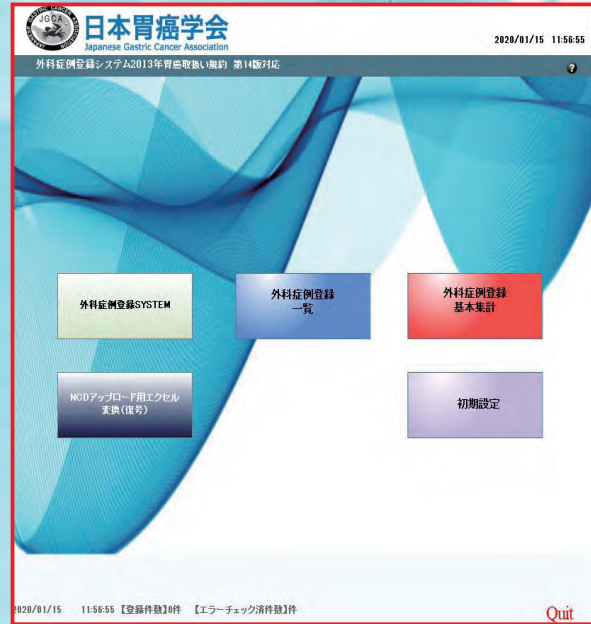 JGCA
日本胃癌学会
Japanese Gastric Cancer Association
2020/01/15 11:56:55
外科症例登録システム2013年胃癌取扱い規約 第14版対応
?
外科症例登録SYSTEM
外科症例登録
一覧
外科症例登録
基本集計
NCDアップロード用エクセル
変換(復号)
初期設定
2020/01/15 11:56:55 【登録件数】0件 【エラーチェック済件数】件
Quit